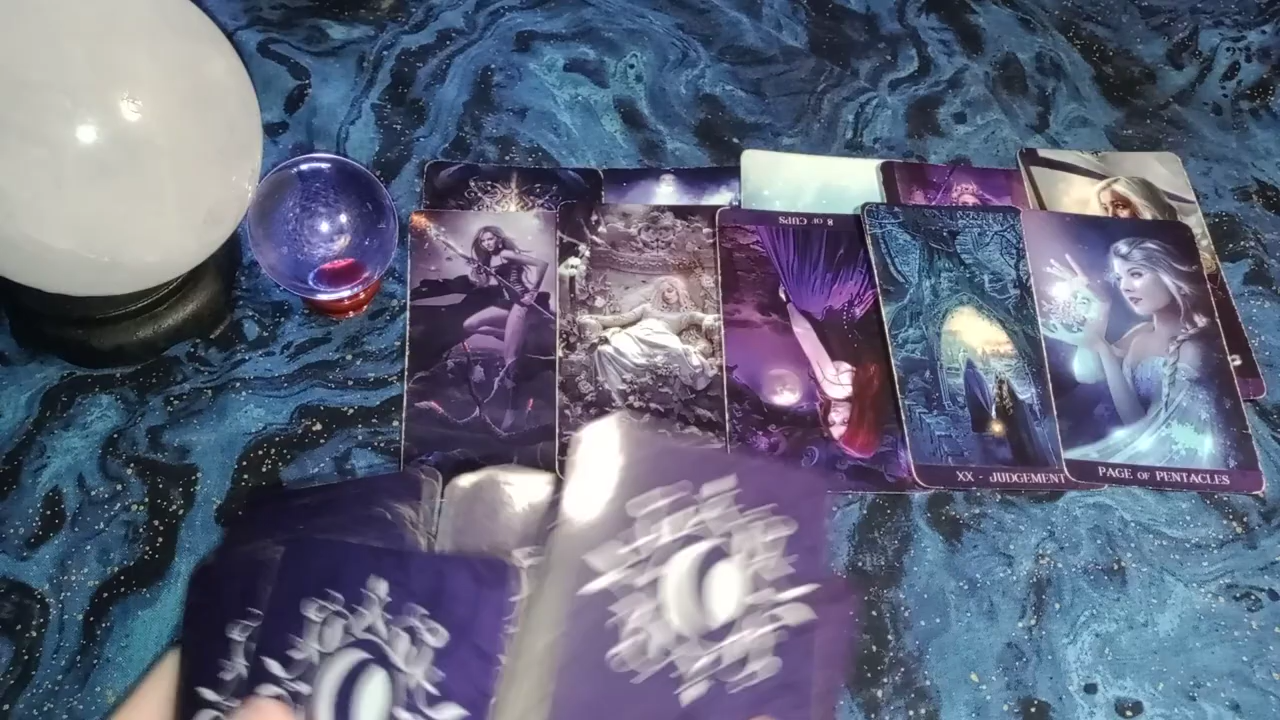 8 OF CUPS
XX - JUDGEMENT
PAGE OF PENTACLES